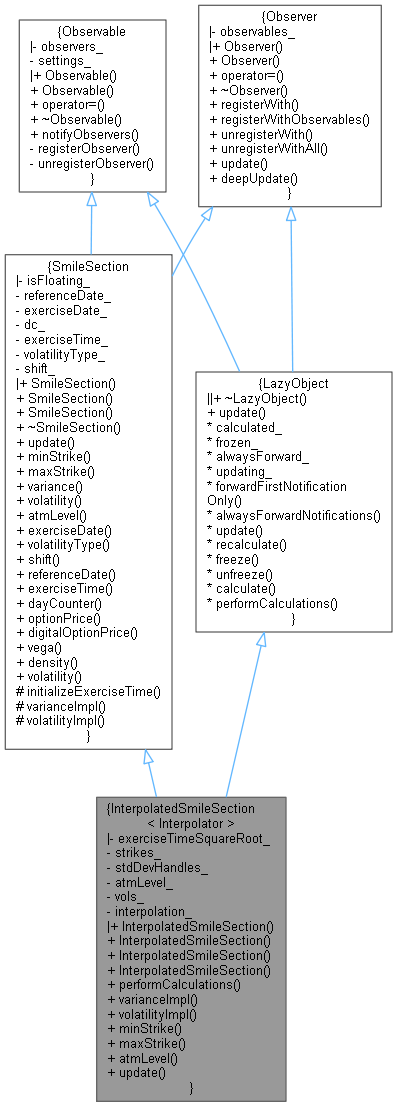 {Observable
|- observers_
- settings_
|+ Observable()
+ Observable()
+ operator=()
+ ~Observable()
+ notifyObservers()
- registerObserver()
- unregisterObserver()
}
{Observer
|- observables_
|+ Observer()
+ Observer()
+ operator=()
+ ~Observer()
+ registerWith()
+ registerWithObservables()
+ unregisterWith()
+ unregisterWithAll()
+ update()
+ deepUpdate()
}
{SmileSection
|- isFloating_
- referenceDate_
- exerciseDate_
- dc_
- exerciseTime_
- volatilityType_
- shift_
|+ SmileSection()
+ SmileSection()
+ SmileSection()
+ ~SmileSection()
+ update()
+ minStrike()
+ maxStrike()
+ variance()
+ volatility()
+ atmLevel()
+ exerciseDate()
+ volatilityType()
+ shift()
+ referenceDate()
+ exerciseTime()
+ dayCounter()
+ optionPrice()
+ digitalOptionPrice()
+ vega()
+ density()
+ volatility()
# initializeExerciseTime()
# varianceImpl()
# volatilityImpl()
}
{LazyObject
||+ ~LazyObject()
+ update()
* calculated_
* frozen_
* alwaysForward_
* updating_
* forwardFirstNotification
Only()
* alwaysForwardNotifications()
* update()
* recalculate()
* freeze()
* unfreeze()
* calculate()
* performCalculations()
}
{InterpolatedSmileSection
< Interpolator >
|- exerciseTimeSquareRoot_
- strikes_
- stdDevHandles_
- atmLevel_
- vols_
- interpolation_
|+ InterpolatedSmileSection()
+ InterpolatedSmileSection()
+ InterpolatedSmileSection()
+ InterpolatedSmileSection()
+ performCalculations()
+ varianceImpl()
+ volatilityImpl()
+ minStrike()
+ maxStrike()
+ atmLevel()
+ update()
}